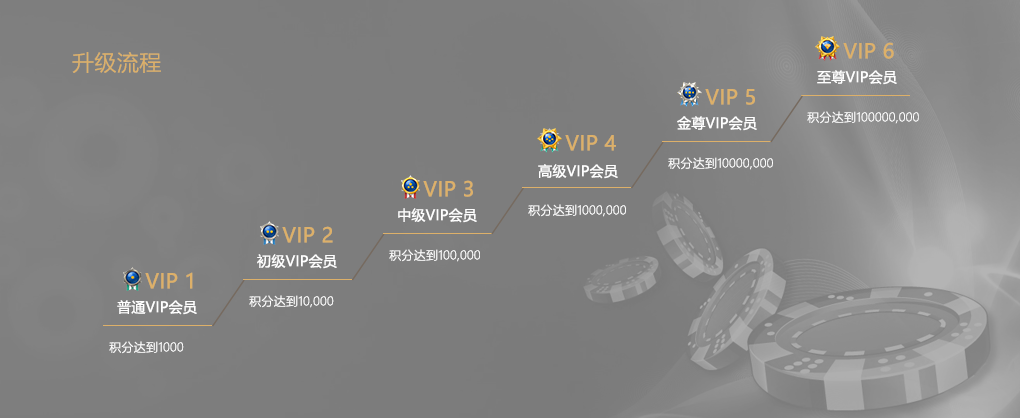 升级流程
VIP 1
普通VIP会员
积分达到1000
VIP 2
初级VIP会员
积分达到10,000
VIP 3
中级VIP会员
积分达到100,000
VIP 4
高级VIP会员
积分达到1000,000
VIP 5
金尊VIP会员
积分达到10000,000
VIP 6
至尊VIP会员
积分达到100000,000